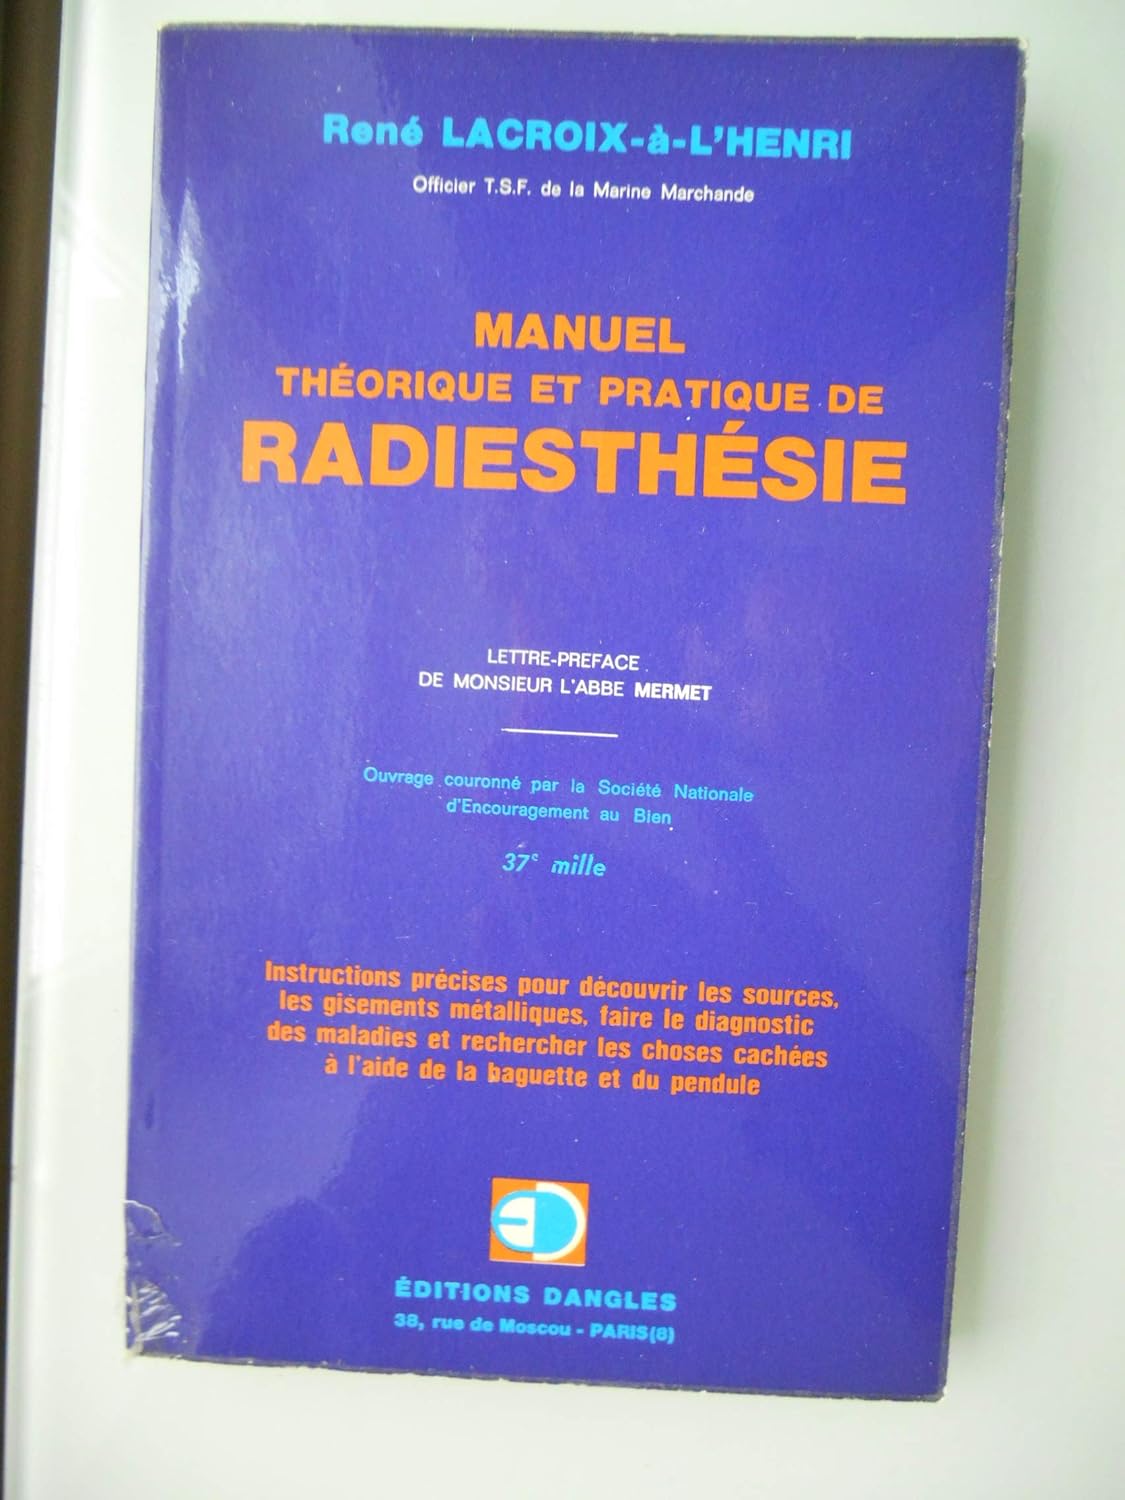 René LACROIX-à-L'HENRI
Officier T.S.F. de la Marine Marchande
MANUEL
THÉORIQUE ET PRATIQUE DE
RADIESTHÉSIE
LETTRE-PREFACE
DE MONSIEUR L'ABBE MERMET
Ouvrage couronné par la Société Nationale
d'Encouragement au Bien
37e mille
Instructions précises pour découvrir les sources,
les gisements métalliques, faire le diagnostic
des maladies et rechercher les choses cachées
à l'aide de la baguette et du pendule
ÉDITIONS DANGLES
38, rue de Moscou - PARIS(8)